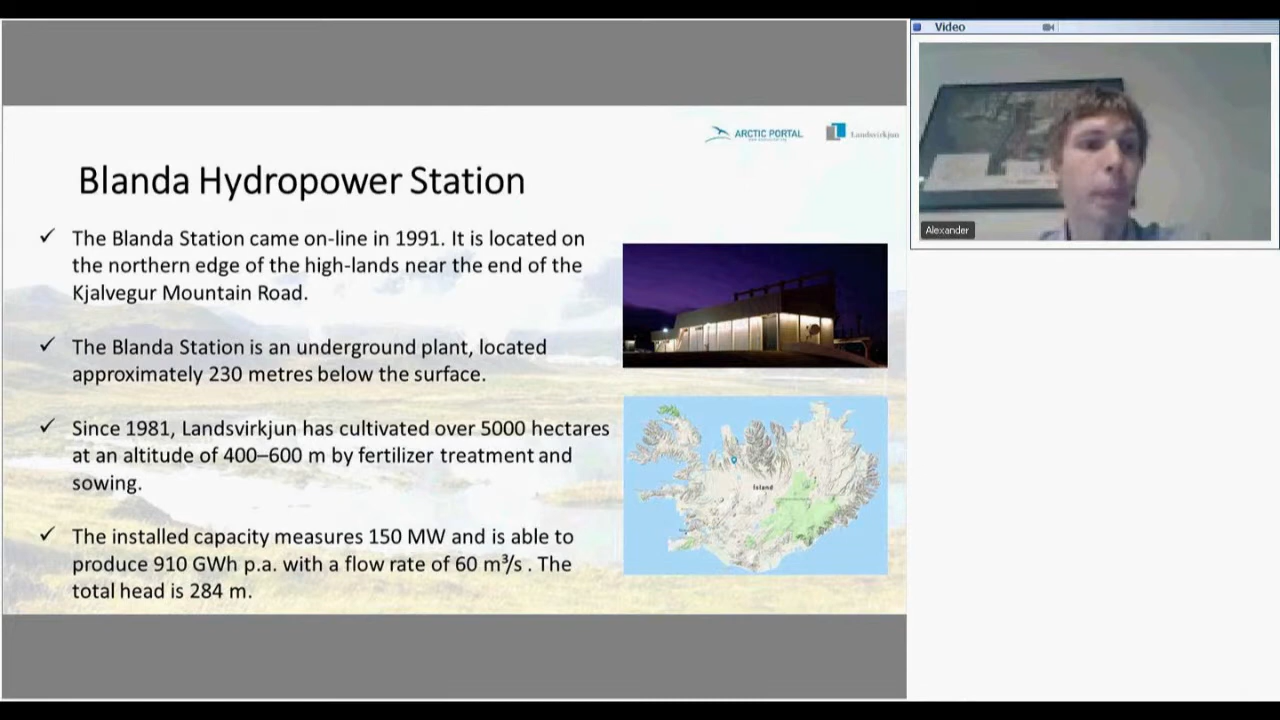 Video
ARCTIC PORTAL
Landsvirkjun
Blanda Hydropower Station
✓ The Blanda Station came on-line in 1991. It is located on
the northern edge of the high-lands near the end of the
Kjalvegur Mountain Road.
✓ The Blanda Station is an underground plant, located
approximately 230 metres below the surface.
✓ Since 1981, Landsvirkjun has cultivated over 5000 hectares
at an altitude of 400–600 m by fertilizer treatment and
sowing.
✓ The installed capacity measures 150 MW and is able to
produce 910 GWh p.a. with a flow rate of 60 m³/s . The
total head is 284 m.
Island
Alexander